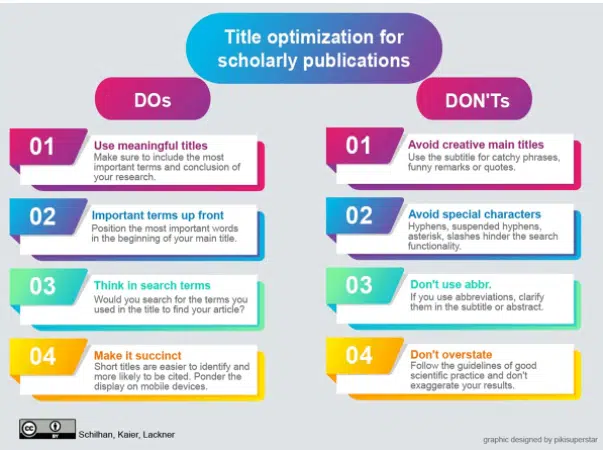 Title optimization for
scholarly publications
DOs
01
Use meaningful titles
Make sure to include the most
important terms and conclusion of
your research.
02
Important terms up front
Position the most important words
in the beginning of your main title.
03
Think in search terms
Would you search for the terms you
used in the title to find your article?
04
Make it succinct
Short titles are easier to identify and
more likely to be cited. Ponder the
display on mobile devices.
DON'Ts
01
Avoid creative main titles
Use the subtitle for catchy phrases,
funny remarks or quotes.
02
Avoid special characters
Hyphens, suspended hyphens,
asterisk, slashes hinder the search
functionality.
03
Don't use abbr.
If you use abbreviations, clarify
them in the subtitle or abstract.
04
Don't overstate
Follow the guidelines of good
scientific practice and don't
exaggerate your results.
cc
BY
Schilhan, Kaier, Lackner
graphic designed by pikisuperstar